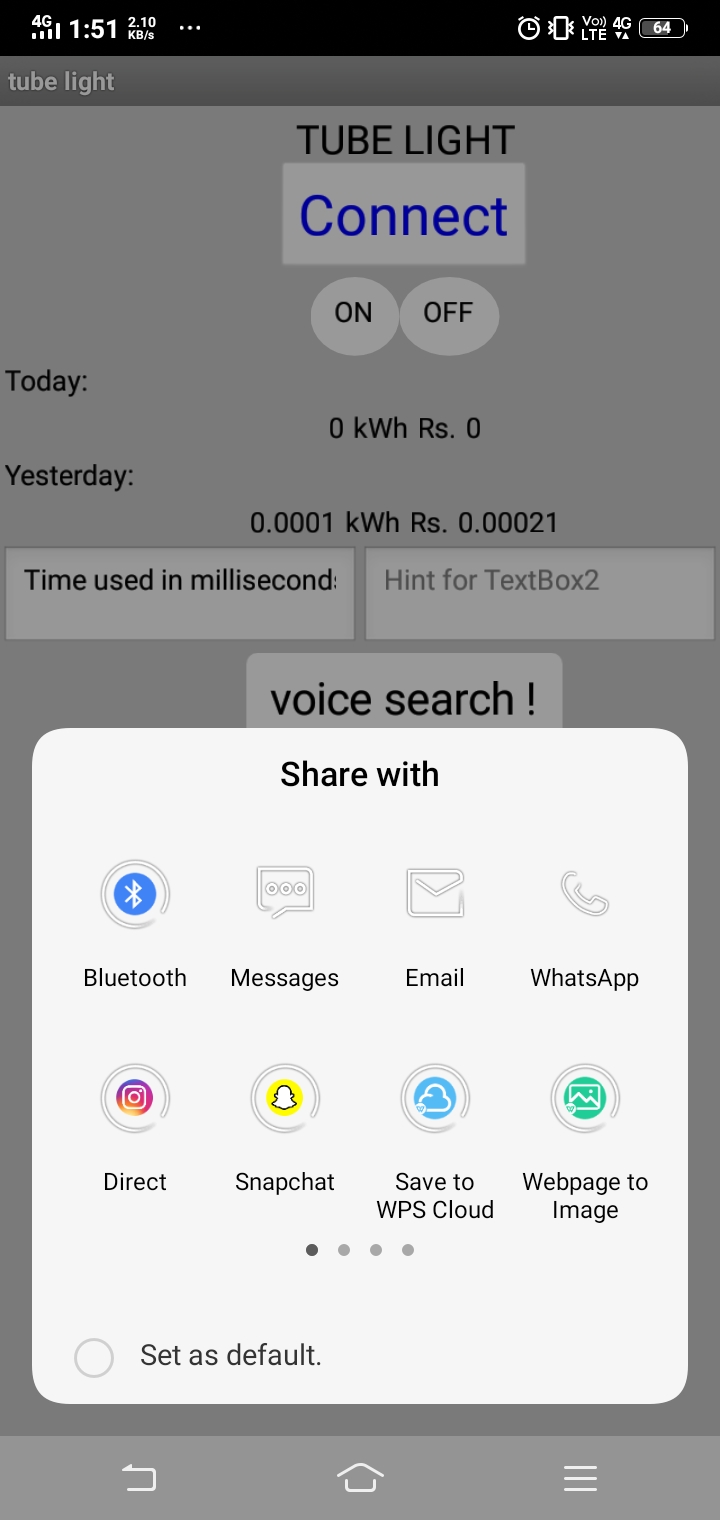 4G 1:51 2.10 KB/s ... Vo)) LTE 4G 64
tube light
TUBE LIGHT
Connect
ON OFF
Today:
0 kWh Rs. 0
Yesterday:
0.0001 kWh Rs. 0.00021
Time used in millisecond
Hint for TextBox2
voice search !
Share with
Bluetooth Messages Email WhatsApp
Direct Snapchat Save to WPS Cloud Webpage to Image
Set as default.